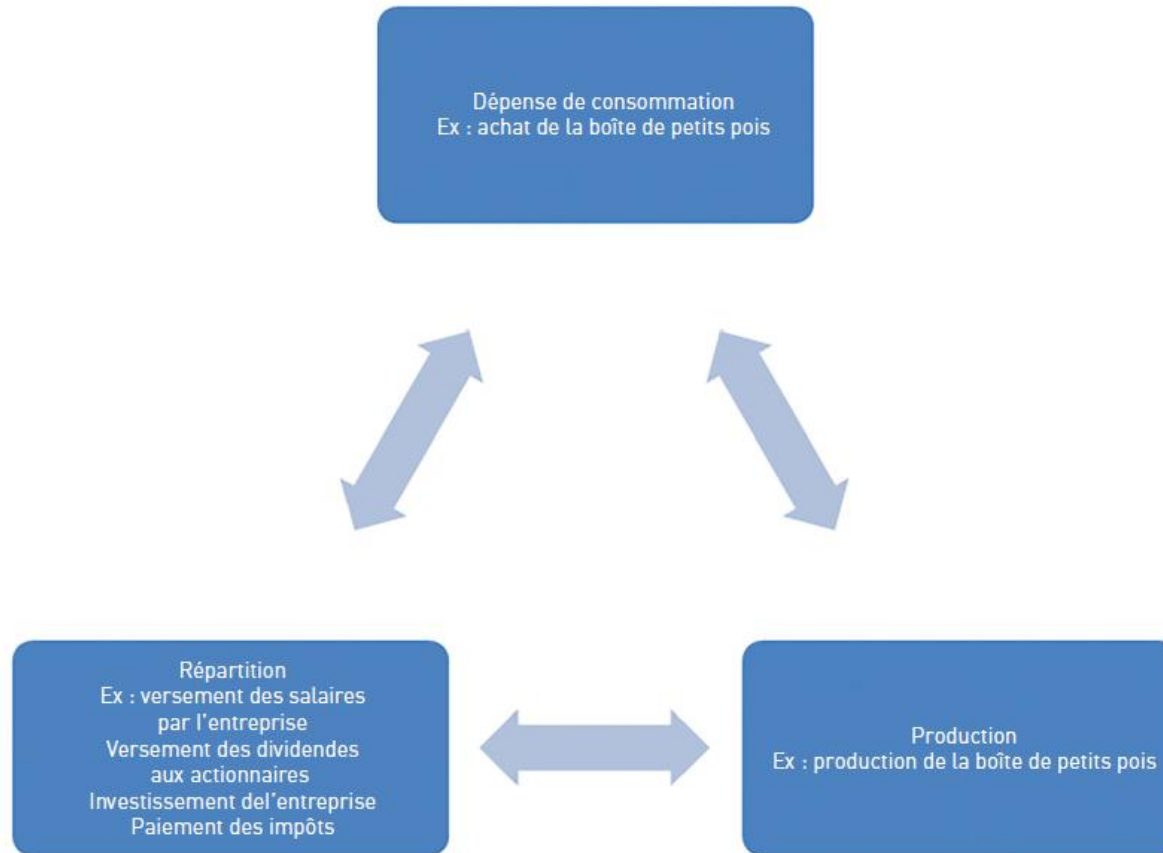 Dépense de consommation
Ex : achat de la boîte de petits pois
Répartition
Ex : versement des salaires
par l'entreprise
Versement des dividendes
aux actionnaires
Investissement del'entreprise
Paiement des impôts
Production
Ex : production de la boîte de petits pois